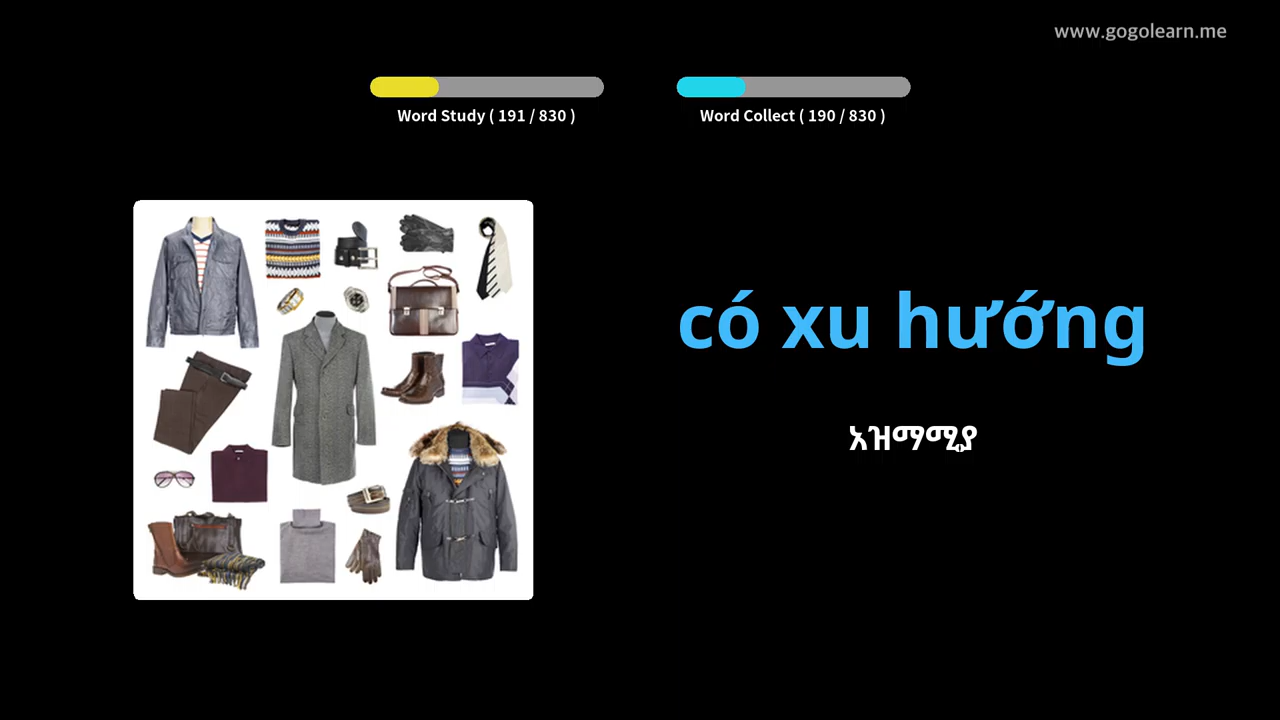 www.gogolearn.me
Word Study ( 191 / 830 )
Word Collect ( 190 / 830 )
có xu hướng
አዝማሚያ